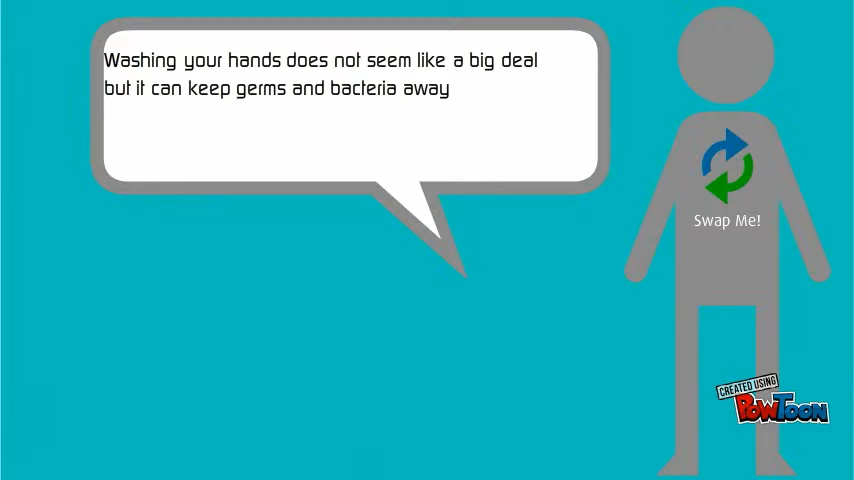 Washing your hands does not seem like a big deal
but it can keep germs and bacteria away
Swap Me!
CREATED USING
POWTOON